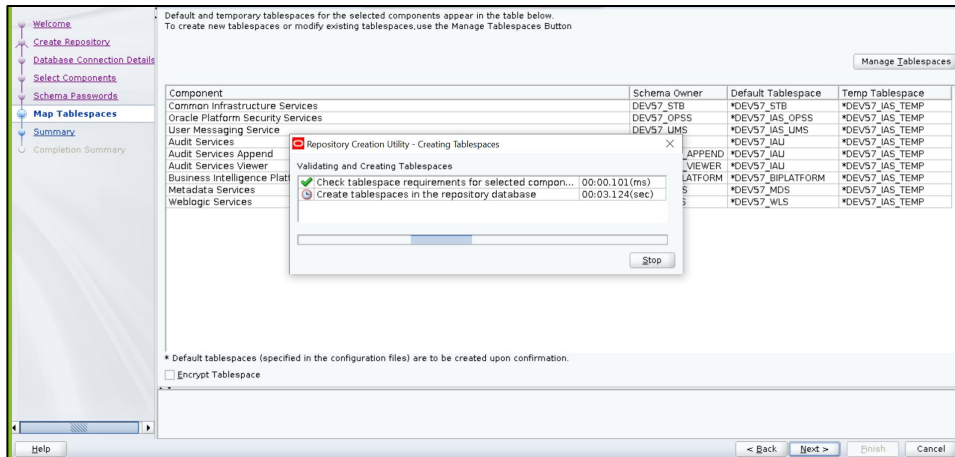 Welcome
Create Repository
Database Connection Details
Select Components
Schema Passwords
Map Tablespaces
Summary
Completion Summary
Default and temporary tablespaces for the selected components appear in the table below.
To create new tablespaces or modify existing tablespaces,use the Manage Tablespaces Button
Manage Tablespaces
Component Schema Owner Default Tablespace Temp Tablespace
Common Infrastructure Services DEV57_STB *DEV57_STB *DEV57_IAS_TEMP
Oracle Platform Security Services DEV57_OPSS *DEV57_IAS_OPSS *DEV57_IAS_TEMP
User Messaging Service DEV57_UMS *DEV57_IAS_UMS *DEV57_IAS_TEMP
Audit Services *DEV57_IAU *DEV57_IAS_TEMP
Audit Services Append _APPEND *DEV57_IAU *DEV57_IAS_TEMP
Audit Services Viewer _VIEWER *DEV57_IAU *DEV57_IAS_TEMP
Business Intelligence Platf LATFORM *DEV57_BIPLATFORM *DEV57_IAS_TEMP
Metadata Services S *DEV57_MDS *DEV57_IAS_TEMP
Weblogic Services S *DEV57_WLS *DEV57_IAS_TEMP
Repository Creation Utility - Creating Tablespaces
Validating and Creating Tablespaces
Check tablespace requirements for selected compon... 00:00.101(ms)
Create tablespaces in the repository database 00:03.124(sec)
Stop
* Default tablespaces (specified in the configuration files) are to be created upon confirmation.
Encrypt Tablespace
Help
< Back
Next >
Finish
Cancel